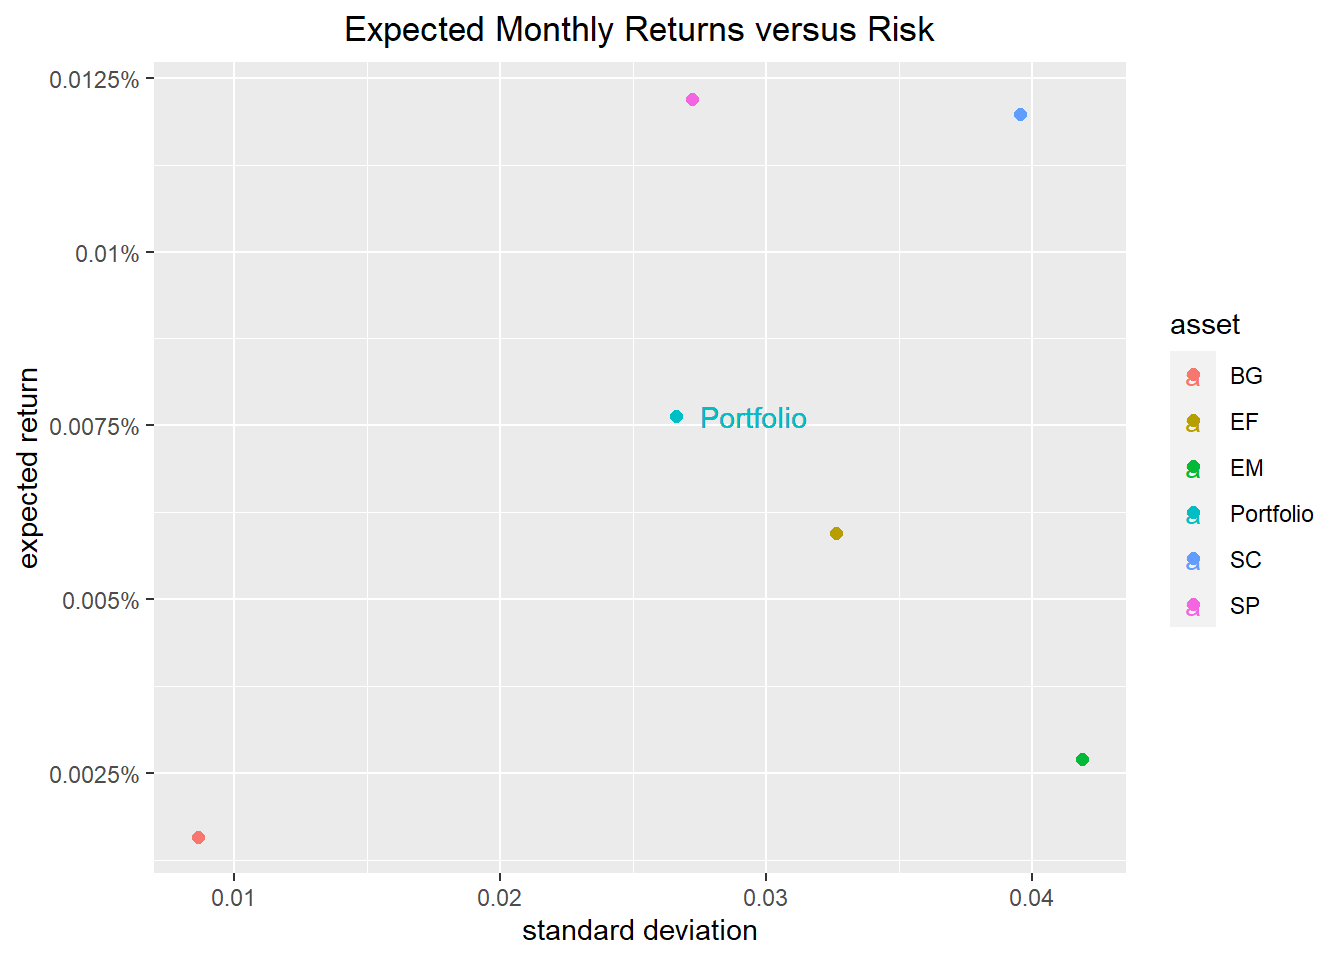 Expected Monthly Returns versus Risk
0.0125%
0.01%
0.0075%
0.005%
0.0025%
expected return
Portfolio
0.01
0.02
0.03
0.04
standard deviation
asset
a BG
a EF
a EM
a Portfolio
a SC
a SP